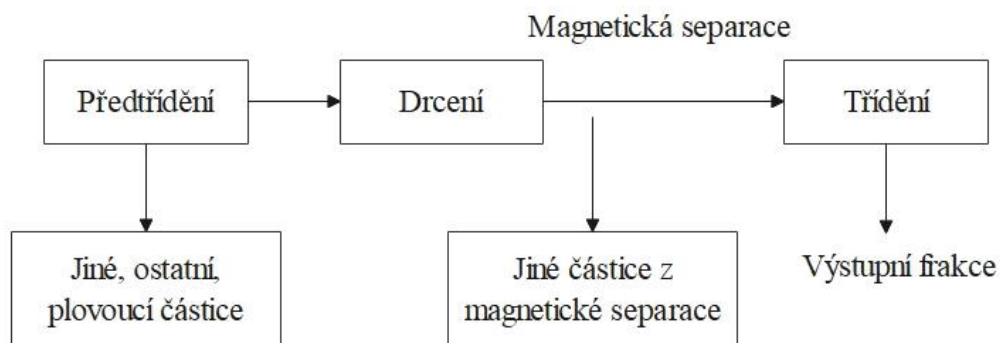 Magnetická separace
Předtřídění
Drcení
Třídění
Jiné, ostatní,
plovoucí částice
Jiné částice z
magnetické separace
Výstupní frakce